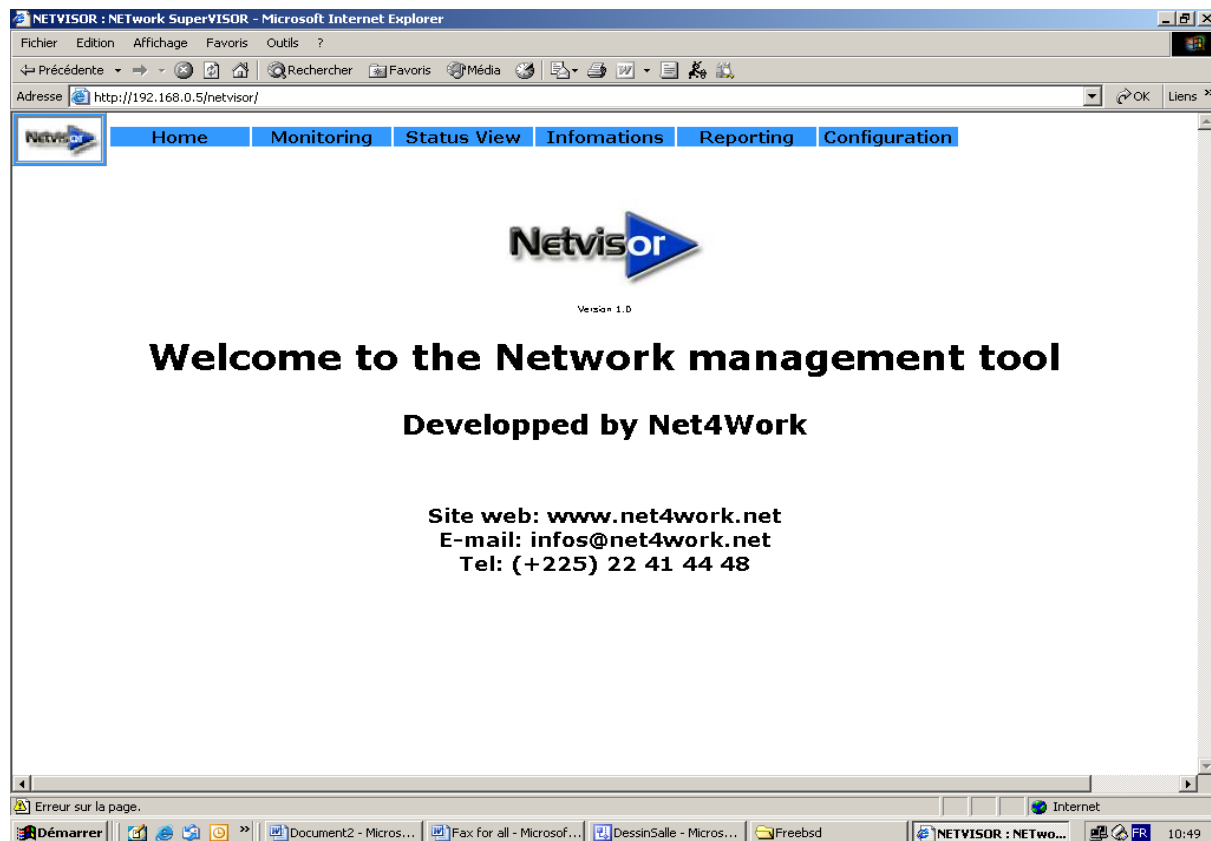 NETVISOR : NETwork SuperVISOR - Microsoft Internet Explorer
Fichier Edition Affichage Favoris Outils ?
Précédente Rechercher Favoris Média
Adresse http://192.168.0.5/netvisor/ OK Liens »
Netvisor Home Monitoring Status View Infomations Reporting Configuration
Netvisor
Version 1.0
Welcome to the Network management tool
Developped by Net4Work
Site web: www.net4work.net
E-mail: infos@net4work.net
Tel: (+225) 22 41 44 48
Erreur sur la page. Internet
Démarrer » Document2 - Micros... Fax for all - Microsof... DessinSalle - Micros... Freebsd NETVISOR : NETwo... FR 10:49